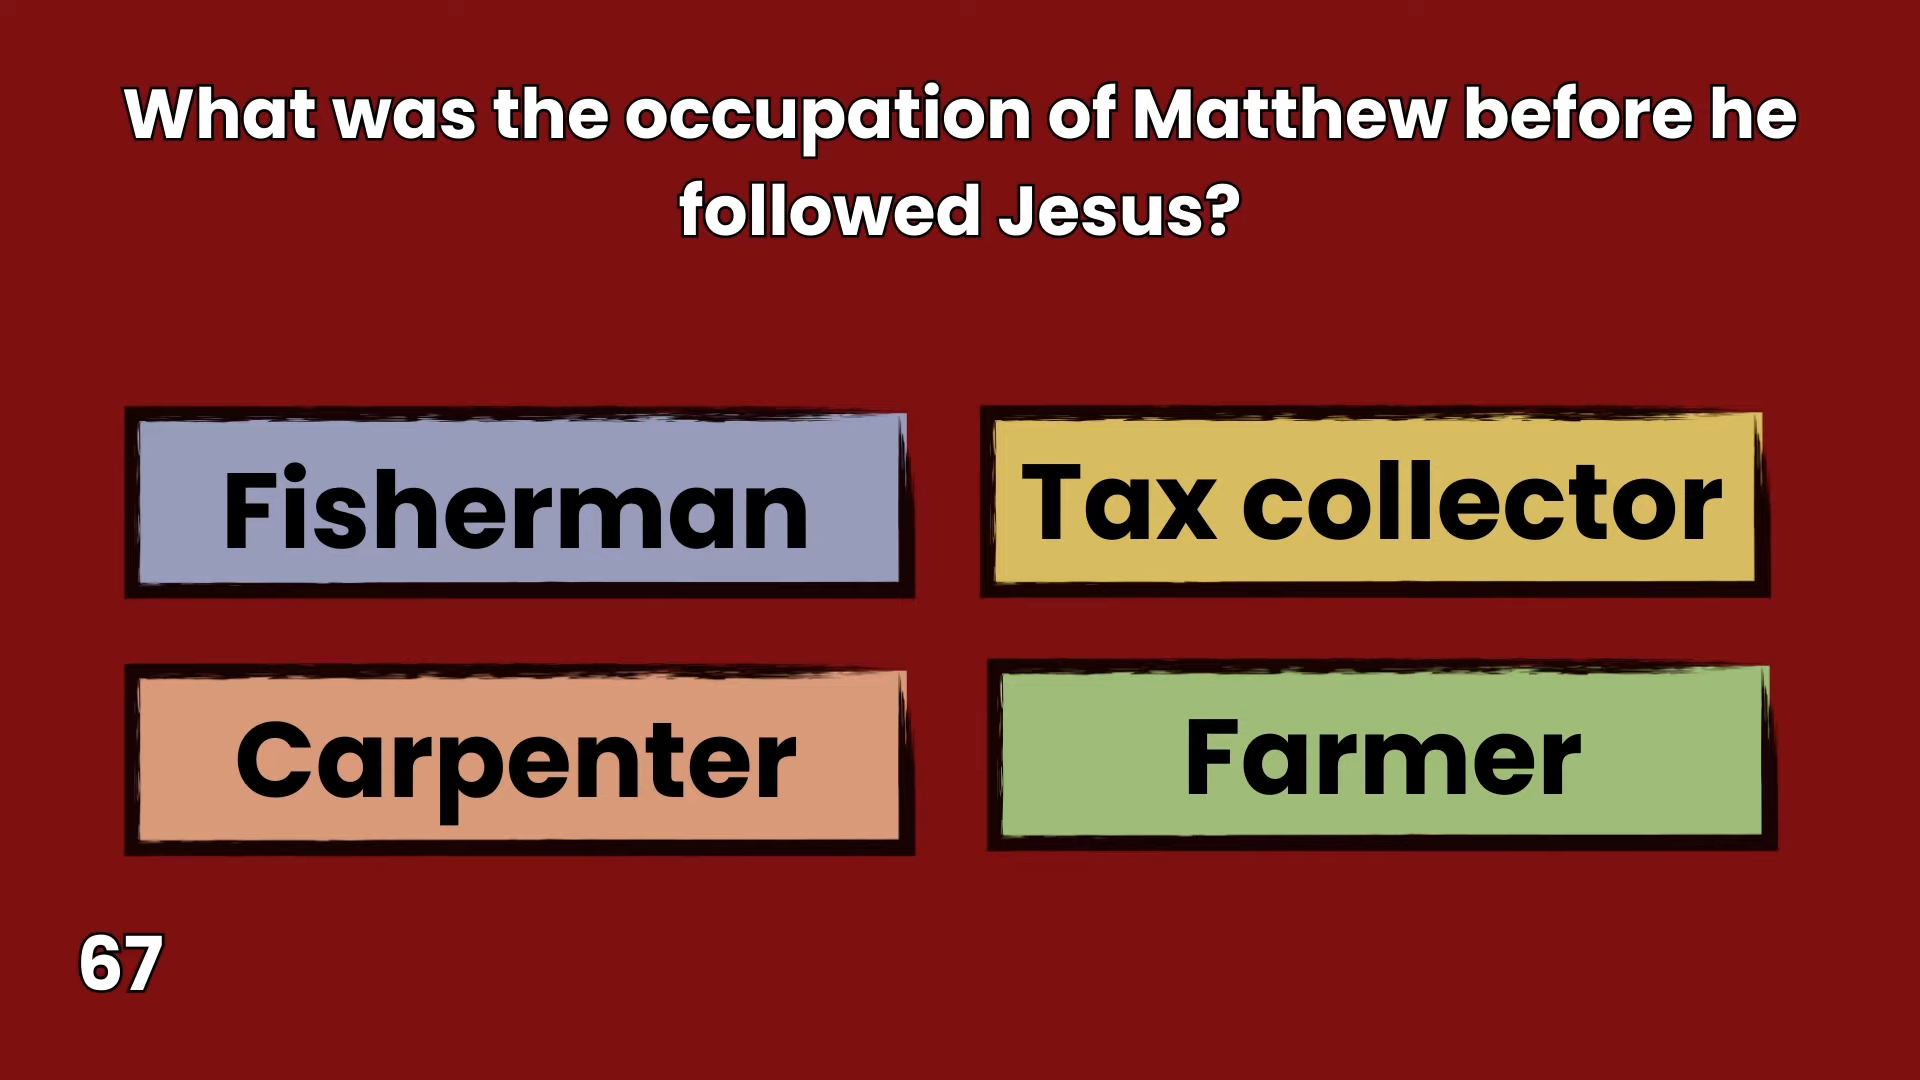 What was the occupation of Matthew before he
followed Jesus?
Fisherman
Tax collector
Carpenter
Farmer
67